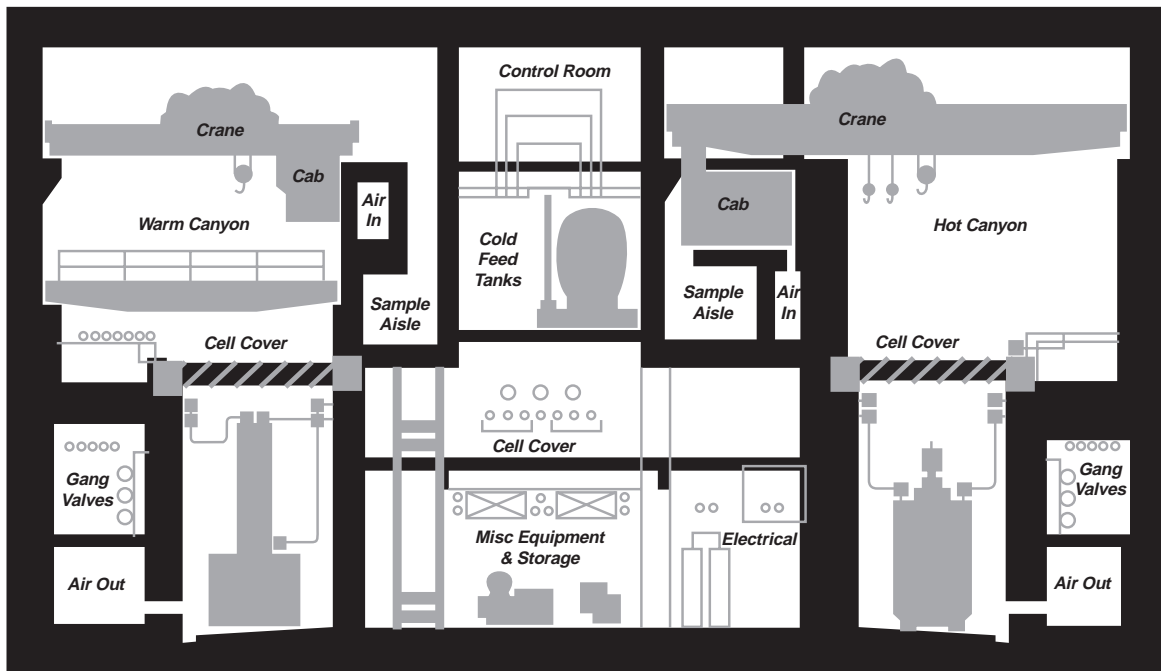 Control Room
Crane
Crane
Cab
Air
In
Cab
Warm Canyon
Hot Canyon
Cold
Feed
Tanks
Sample
Aisle
Sample
Aisle
Air
In
Cell Cover
Cell Cover
Cell Cover
Gang
Valves
Gang
Valves
Misc Equipment
& Storage
Electrical
Air Out
Air Out